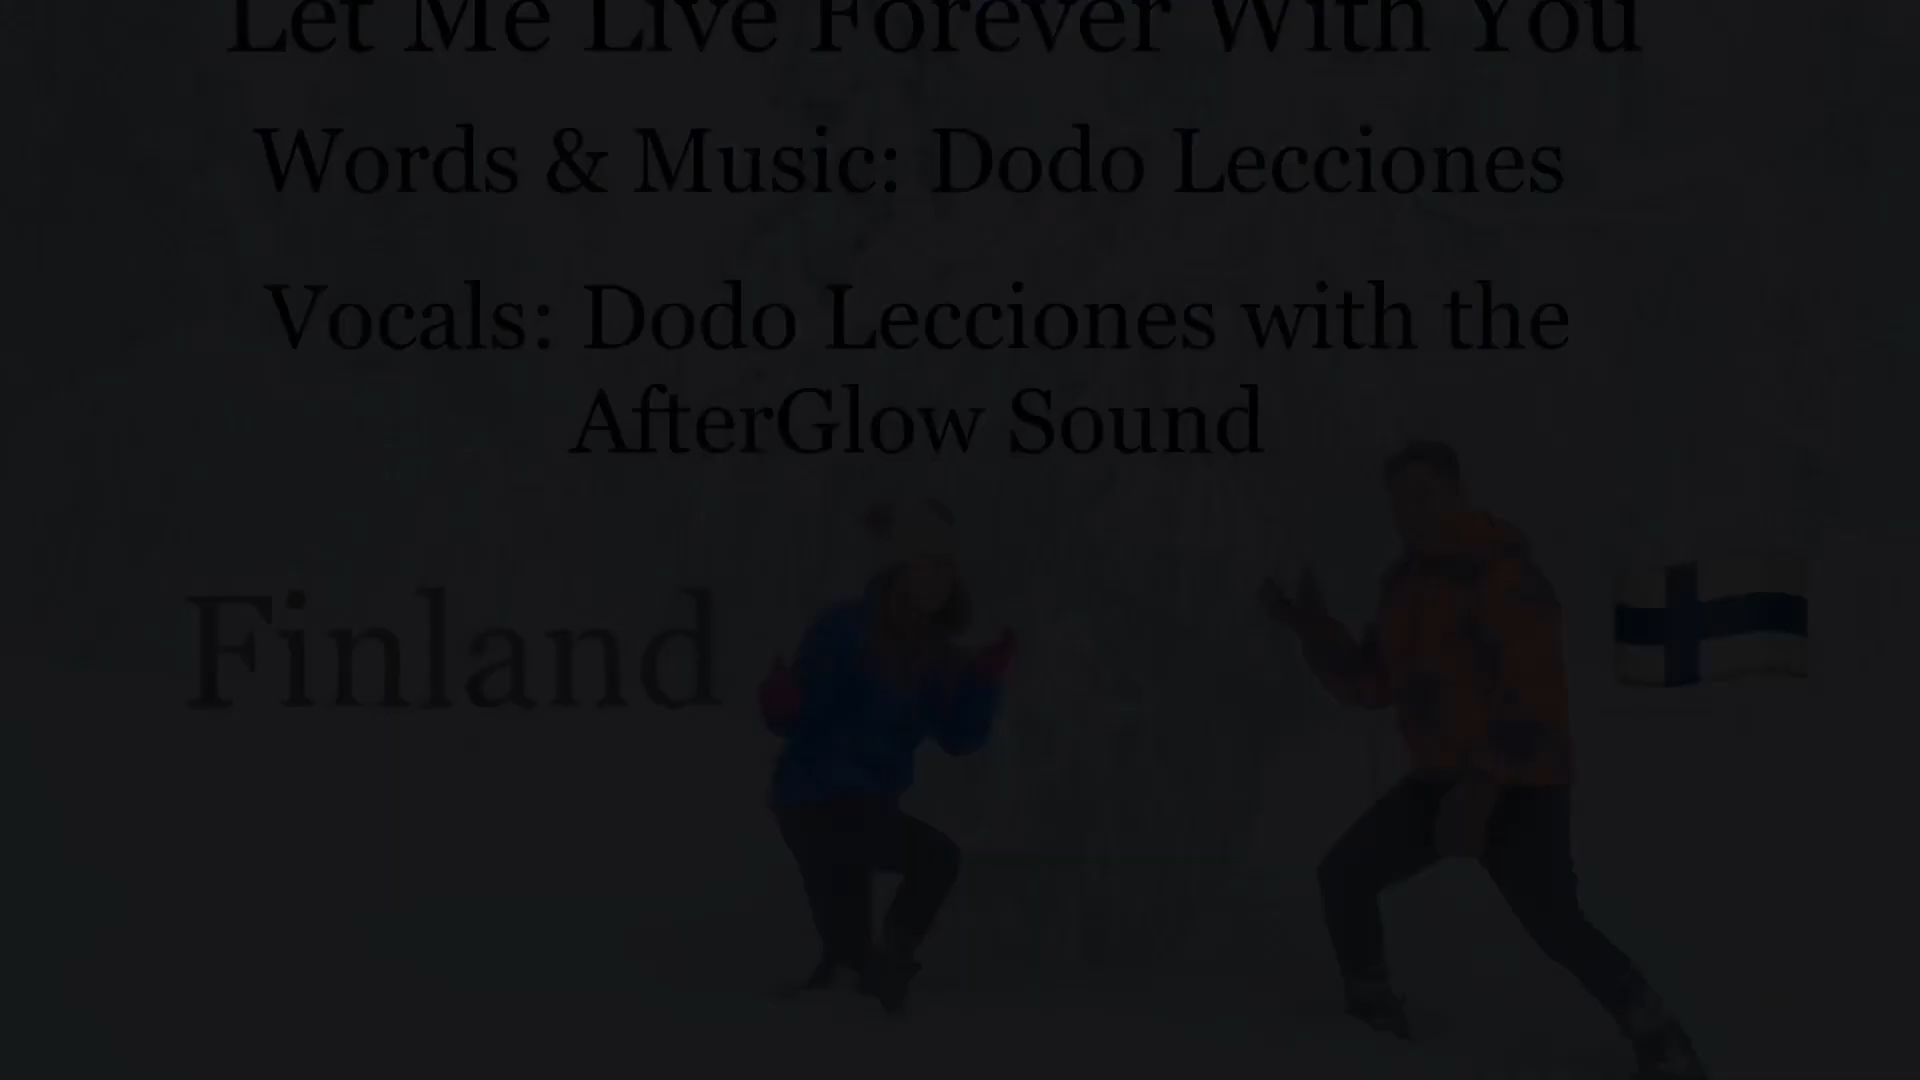 Let Me Live Forever With You
Words & Music: Dodo Lecciones
Vocals: Dodo Lecciones with the
AfterGlow Sound
Finland